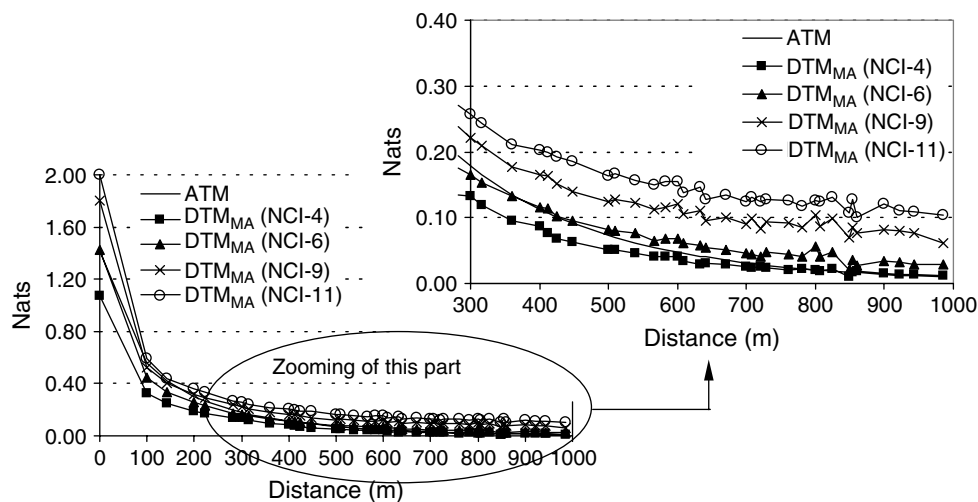 0.40
0.30
0.20
0.10
0.00
Nats
300 400 500 600 700 800 900 1000
Distance (m)
ATM
DTMMA (NCI-4)
DTMMA (NCI-6)
DTMMA (NCI-9)
DTMMA (NCI-11)
2.00
1.60
1.20
0.80
0.40
0.00
Nats
ATM
DTMMA (NCI-4)
DTMMA (NCI-6)
DTMMA (NCI-9)
DTMMA (NCI-11)
Zooming of this part
0 100 200 300 400 500 600 700 800 900 1000
Distance (m)